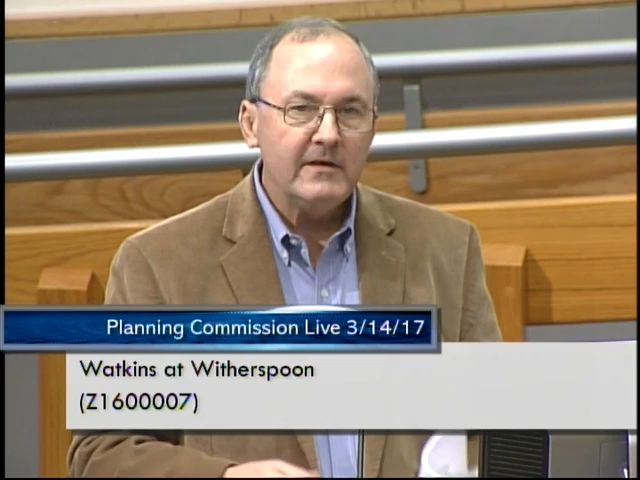 Planning Commission Live 3/14/17
Watkins at Witherspoon
(Z1600007)